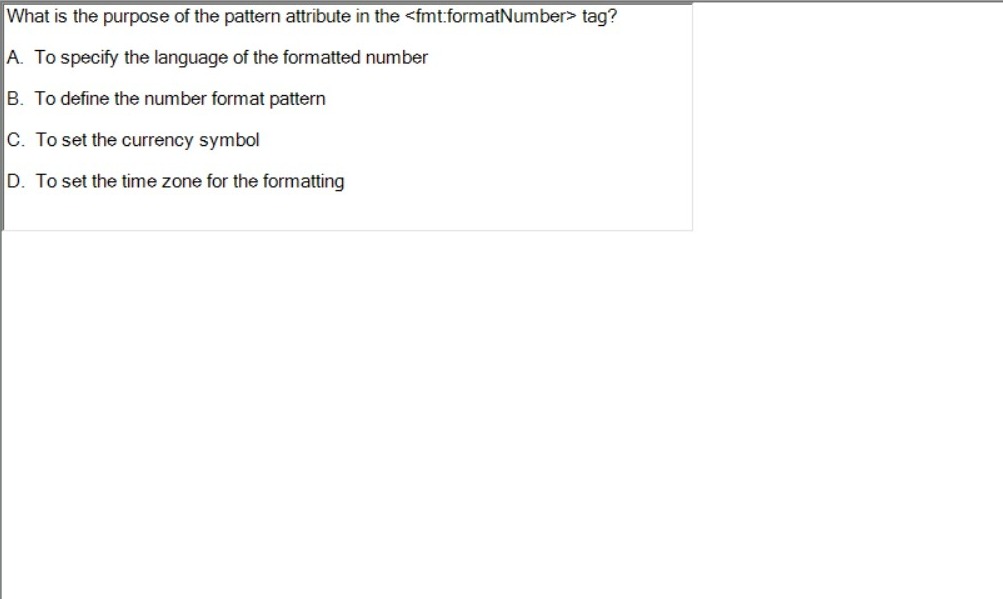 What is the purpose of the pattern attribute in the <fmt:formatNumber> tag?
A. To specify the language of the formatted number
B. To define the number format pattern
C. To set the currency symbol
D. To set the time zone for the formatting